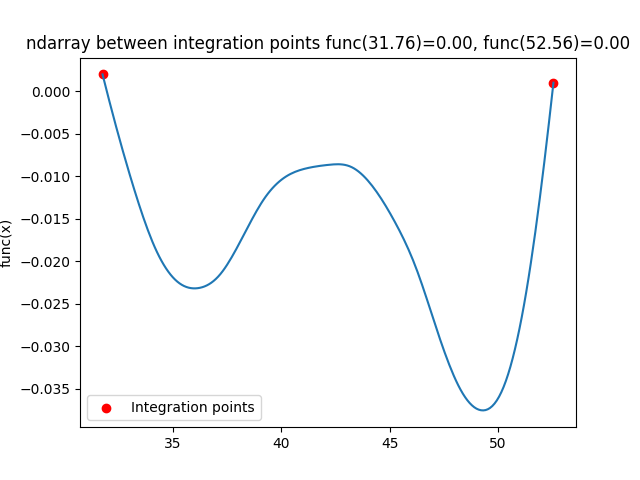 ndarray between integration points func(31.76)=0.00, func(52.56)=0.00
func(x)
0.000
−0.005
−0.010
−0.015
−0.020
−0.025
−0.030
−0.035
Integration points
35 40 45 50